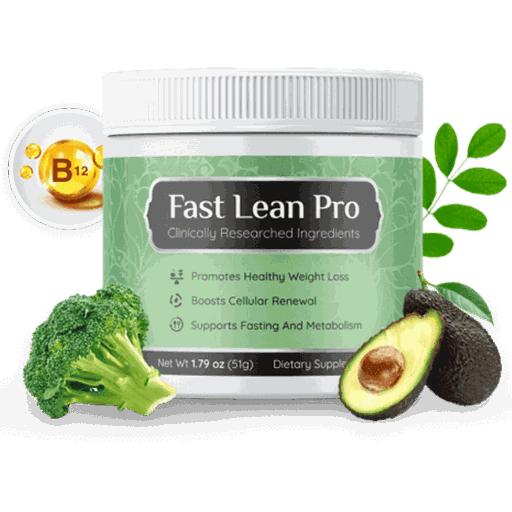 B12
Fast Lean Pro
Clinically Researched Ingredients
Promotes Healthy Weight Loss
Boosts Cellular Renewal
Supports Fasting And Metabolism
Net Wt 1.79 oz (51g) Dietary